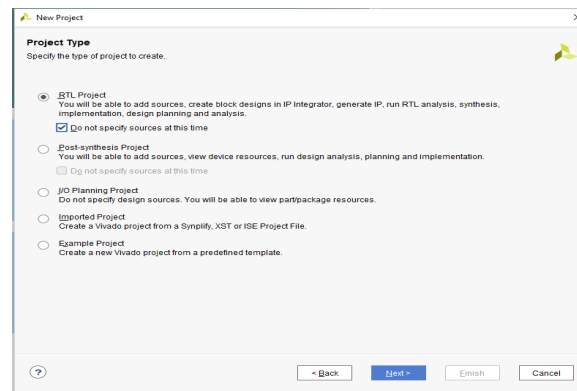 New Project
Project Type
Specify the type of project to create.
RTL Project
You will be able to add sources, create block designs in IP Integrator, generate IP, run RTL analysis, synthesis,
implementation, design planning and analysis.
Do not specify sources at this time
Post-synthesis Project
You will be able to add sources, view device resources, run design analysis, planning and implementation.
Do not specify sources at this time
I/O Planning Project
Do not specify design sources. You will be able to view part/package resources.
Imported Project
Create a Vivado project from a Synplify, XST or ISE Project File.
Example Project
Create a new Vivado project from a predefined template.
? < Back Next > Finish Cancel